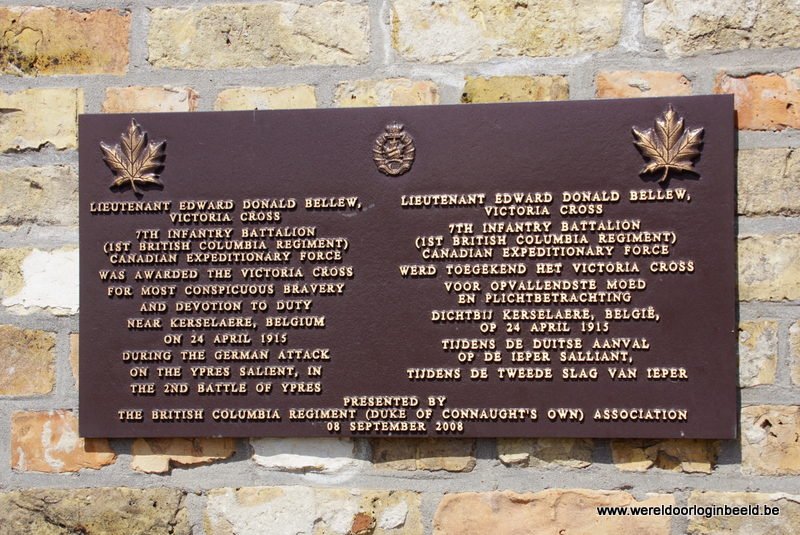 LIEUTENANT EDWARD DONALD BELLEW,
VICTORIA CROSS
7TH INFANTRY BATTALION
(1ST BRITISH COLUMBIA REGIMENT)
CANADIAN EXPEDITIONARY FORCE
WAS AWARDED THE VICTORIA CROSS
FOR MOST CONSPICUOUS BRAVERY
AND DEVOTION TO DUTY
NEAR KERSELAERE, BELGIUM
ON 24 APRIL 1915
DURING THE GERMAN ATTACK
ON THE YPRES SALIENT, IN
THE 2ND BATTLE OF YPRES
LIEUTENANT EDWARD DONALD BELLEW,
VICTORIA CROSS
7TH INFANTRY BATTALION
(1ST BRITISH COLUMBIA REGIMENT)
CANADIAN EXPEDITIONARY FORCE
WERD TOEGEKEND HET VICTORIA CROSS
VOOR OPVALLENDSTE MOED
EN PLICHTBETRACHTING
DICHTBIJ KERSELAERE, BELGIË,
OP 24 APRIL 1915
TIJDENS DE DUITSE AANVAL
OP DE IEPER SALLIANT,
TIJDENS DE TWEEDE SLAG VAN IEPER
PRESENTED BY
THE BRITISH COLUMBIA REGIMENT (DUKE OF CONNAUGHT'S OWN) ASSOCIATION
08 SEPTEMBER 2008
www.wereldoorloginbeeld.be